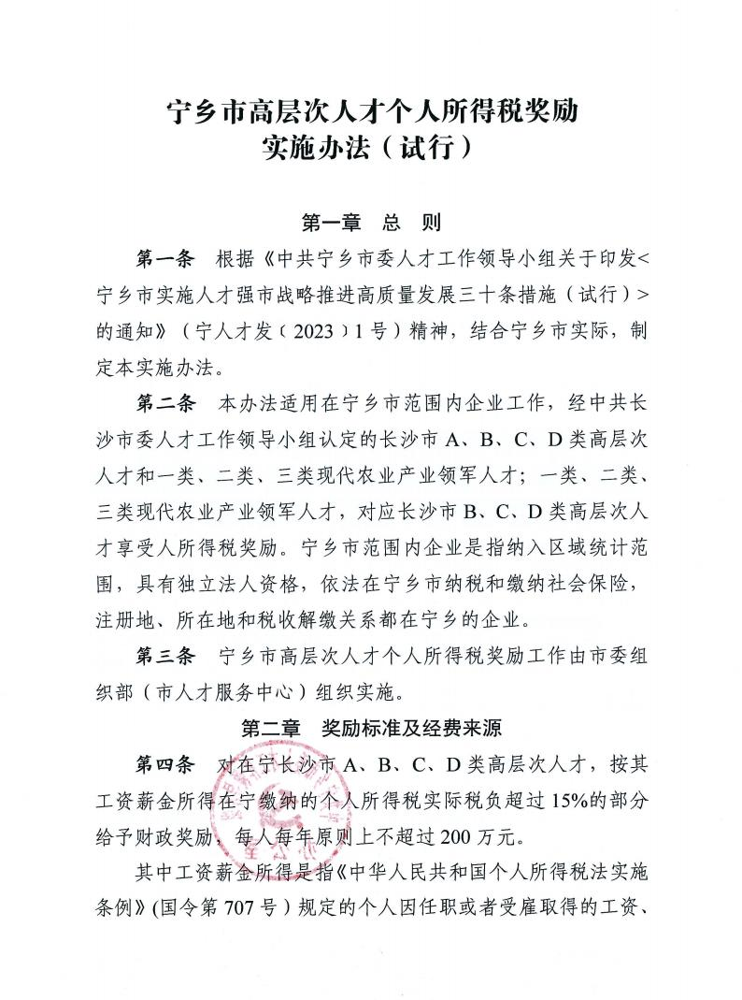 宁乡市高层次人才个人所得税奖励
实施办法（试行）
第一章 总 则
第一条 根据《中共宁乡市委人才工作领导小组关于印发<
宁乡市实施人才强市战略推进高质量发展三十条措施（试行）>
的通知》（宁人才发﹝2023﹞1号）精神，结合宁乡市实际，制
定本实施办法。
第二条 本办法适用在宁乡市范围内企业工作，经中共长
沙市委人才工作领导小组认定的长沙市 A、B、C、D 类高层次
人才和一类、二类、三类现代农业产业领军人才；一类、二类、
三类现代农业产业领军人才，对应长沙市 B、C、D 类高层次人
才享受人所得税奖励。宁乡市范围内企业是指纳入区域统计范
围，具有独立法人资格，依法在宁乡市纳税和缴纳社会保险，
注册地、所在地和税收解缴关系都在宁乡的企业。
第三条 宁乡市高层次人才个人所得税奖励工作由市委组
织部（市人才服务中心）组织实施。
第二章 奖励标准及经费来源
第四条 对在宁长沙市 A、B、C、D 类高层次人才，按其
工资薪金所得在宁缴纳的个人所得税实际税负超过 15%的部分
给予财政奖励，每人每年原则上不超过 200 万元。
其中工资薪金所得是指《中华人民共和国个人所得税法实施
条例》(国令第 707 号）规定的个人因任职或者受雇取得的工资、